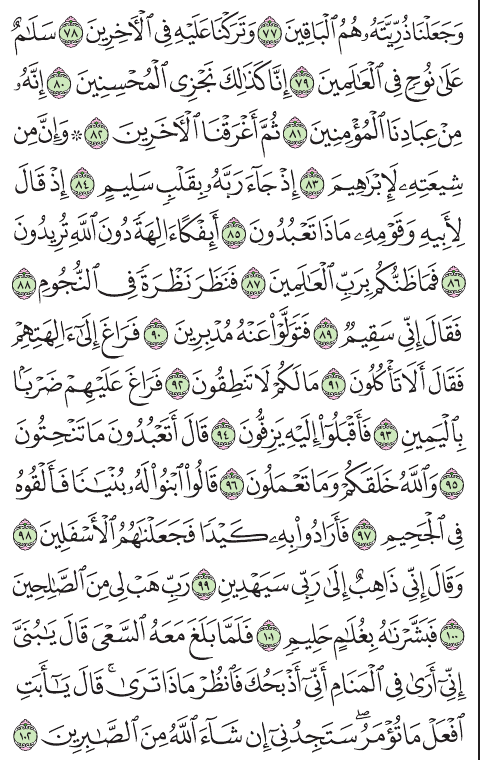 وَجَعَلْنَا ذُرِّيَّتَهُۥ هُمُ ٱلْبَاقِينَ ٧٧ وَتَرَكْنَا عَلَيْهِ فِى ٱلْـَٔاخِرِينَ ٧٨ سَلَـٰمٌ
عَلَىٰ نُوحٍ فِى ٱلْعَـٰلَمِينَ ٧٩ إِنَّا كَذَٰلِكَ نَجْزِى ٱلْمُحْسِنِينَ ٨٠ إِنَّهُۥ
مِنْ عِبَادِنَا ٱلْمُؤْمِنِينَ ٨١ ثُمَّ أَغْرَقْنَا ٱلْـَٔاخَرِينَ ٨٢ ۞ وَإِنَّ مِن
شِيعَتِهِۦ لَإِبْرَٰهِيمَ ٨٣ إِذْ جَآءَ رَبَّهُۥ بِقَلْبٍ سَلِيمٍ ٨٤ إِذْ قَالَ
لِأَبِيهِ وَقَوْمِهِۦ مَاذَا تَعْبُدُونَ ٨٥ أَئِفْكًا ءَالِهَةً دُونَ ٱللَّهِ تُرِيدُونَ
٨٦ فَمَا ظَنُّكُم بِرَبِّ ٱلْعَـٰلَمِينَ ٨٧ فَنَظَرَ نَظْرَةً فِى ٱلنُّجُومِ ٨٨
فَقَالَ إِنِّى سَقِيمٌ ٨٩ فَتَوَلَّوْا۟ عَنْهُ مُدْبِرِينَ ٩٠ فَرَاغَ إِلَىٰٓ ءَالِهَتِهِمْ
فَقَالَ أَلَا تَأْكُلُونَ ٩١ مَا لَكُمْ لَا تَنطِقُونَ ٩٢ فَرَاغَ عَلَيْهِمْ ضَرْبًۢا
بِٱلْيَمِينِ ٩٣ فَأَقْبَلُوٓا۟ إِلَيْهِ يَزِفُّونَ ٩٤ قَالَ أَتَعْبُدُونَ مَا تَنْحِتُونَ
٩٥ وَٱللَّهُ خَلَقَكُمْ وَمَا تَعْمَلُونَ ٩٦ قَالُوا۟ ٱبْنُوا۟ لَهُۥ بُنْيَـٰنًا فَأَلْقُوهُ
فِى ٱلْجَحِيمِ ٩٧ فَأَرَادُوا۟ بِهِۦ كَيْدًا فَجَعَلْنَـٰهُمُ ٱلْأَسْفَلِينَ ٩٨
وَقَالَ إِنِّى ذَاهِبٌ إِلَىٰ رَبِّى سَيَهْدِينِ ٩٩ رَبِّ هَبْ لِى مِنَ ٱلصَّـٰلِحِينَ
١٠٠ فَبَشَّرْنَـٰهُ بِغُلَـٰمٍ حَلِيمٍ ١٠١ فَلَمَّا بَلَغَ مَعَهُ ٱلسَّعْىَ قَالَ يَـٰبُنَىَّ
إِنِّىٓ أَرَىٰ فِى ٱلْمَنَامِ أَنِّىٓ أَذْبَحُكَ فَٱنظُرْ مَاذَا تَرَىٰ ۚ قَالَ يَـٰٓأَبَتِ
ٱفْعَلْ مَا تُؤْمَرُ ۖ سَتَجِدُنِىٓ إِن شَآءَ ٱللَّهُ مِنَ ٱلصَّـٰبِرِينَ ١٠٢